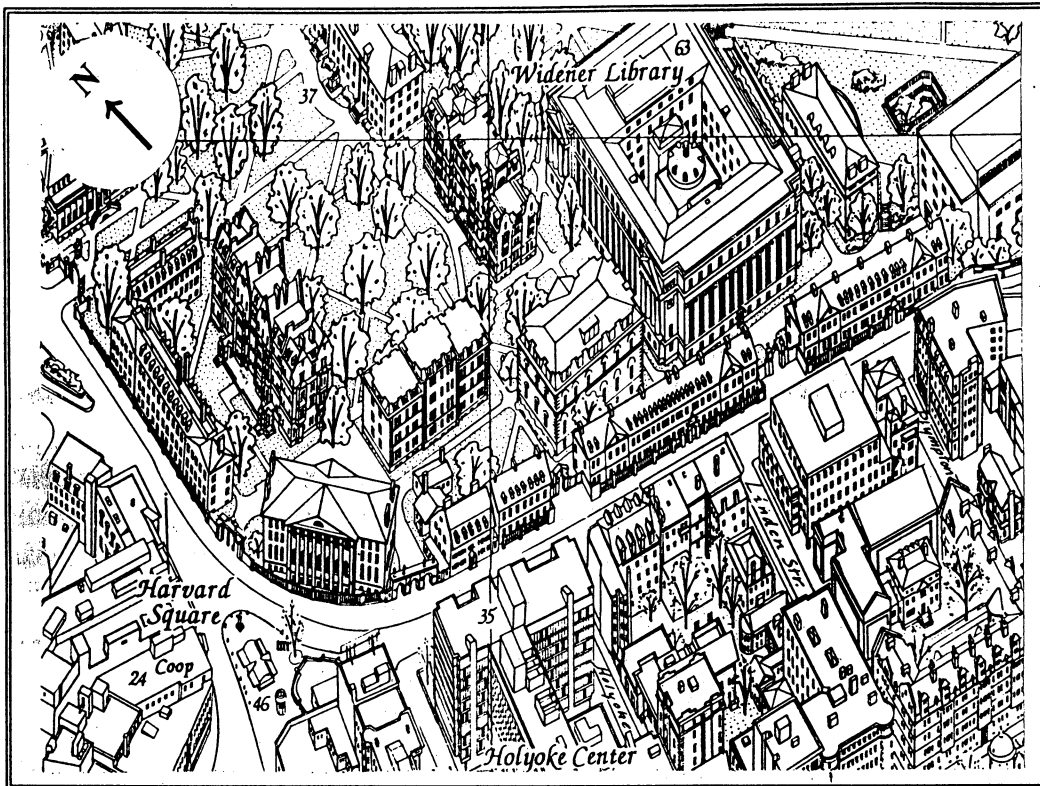 N
63
Widener Library
37
Linden Str.
Harvard
Square
35
24 Coop
46
Holyoke Center